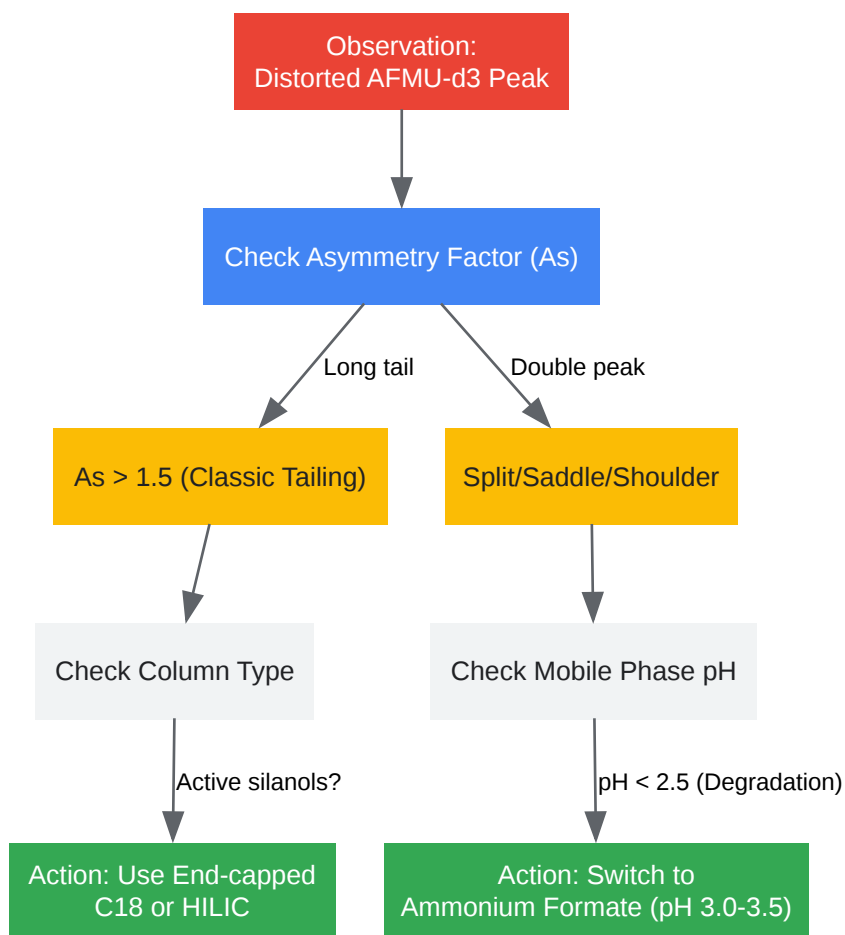 Observation:
Distorted AFMU-d3 Peak
Check Asymmetry Factor (As)
Long tail
Double peak
As > 1.5 (Classic Tailing)
Split/Saddle/Shoulder
Check Column Type
Check Mobile Phase pH
Active silanols?
pH < 2.5 (Degradation)
Action: Use End-capped
C18 or HILIC
Action: Switch to
Ammonium Formate (pH 3.0-3.5)